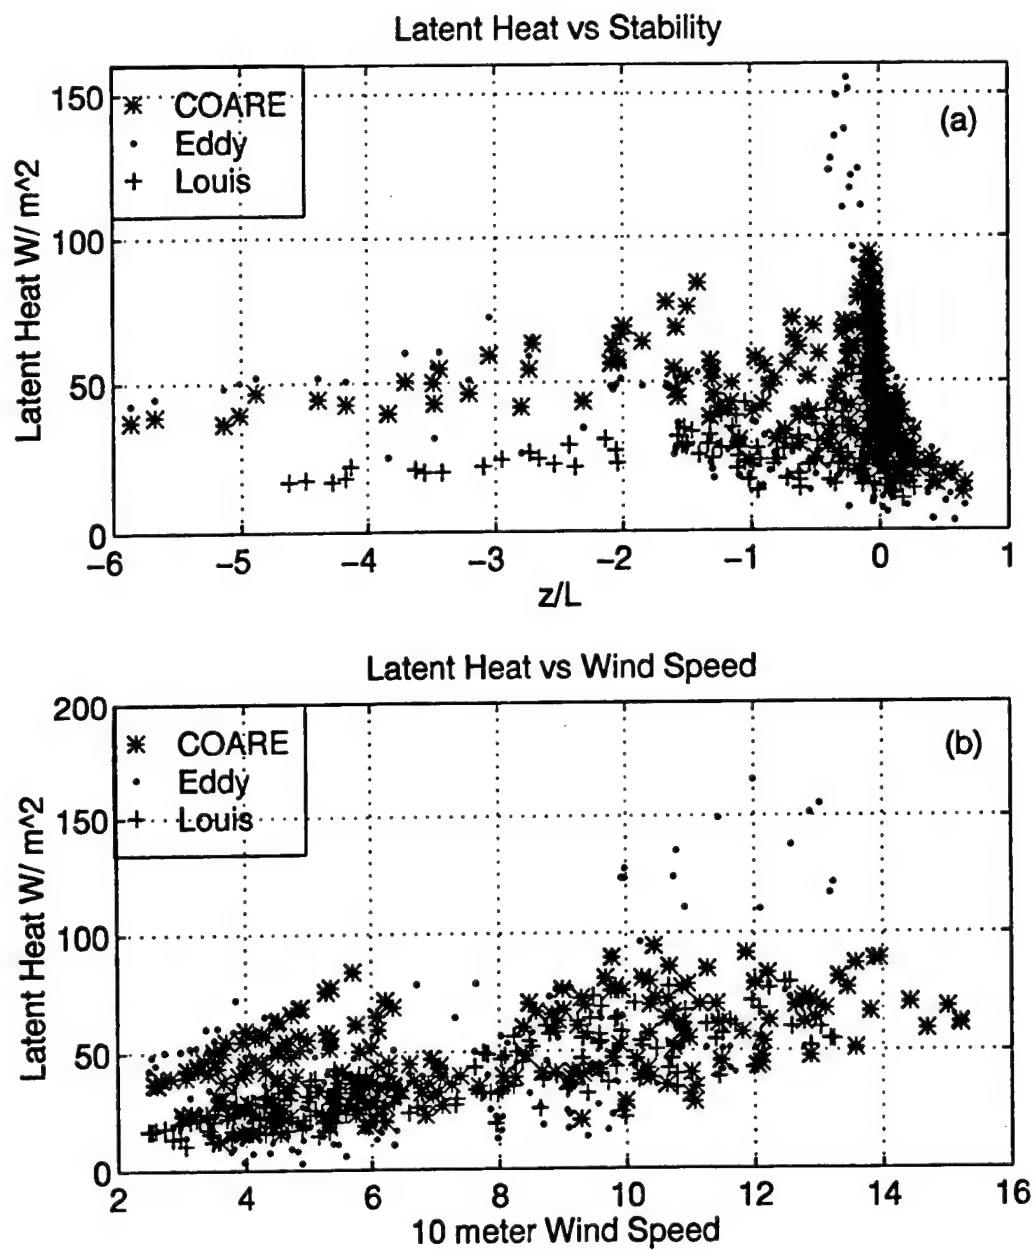 Latent Heat vs Stability
(a)
COARE
Eddy
Louis
Latent Heat W/ m^2
150
100
50
0
−6 −5 −4 −3 −2 −1 0 1
z/L
Latent Heat vs Wind Speed
(b)
COARE
Eddy
Louis
Latent Heat W/ m^2
200
150
100
50
0
2 4 6 8 10 12 14 16
10 meter Wind Speed